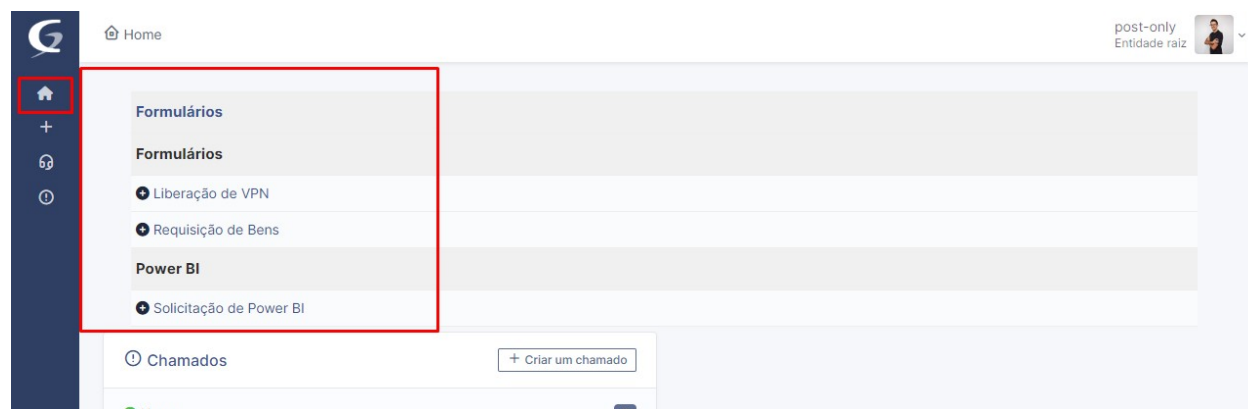 Home
post-only
Entidade raiz
Formulários
Formulários
Liberação de VPN
Requisição de Bens
Power BI
Solicitação de Power BI
Chamados
+ Criar um chamado